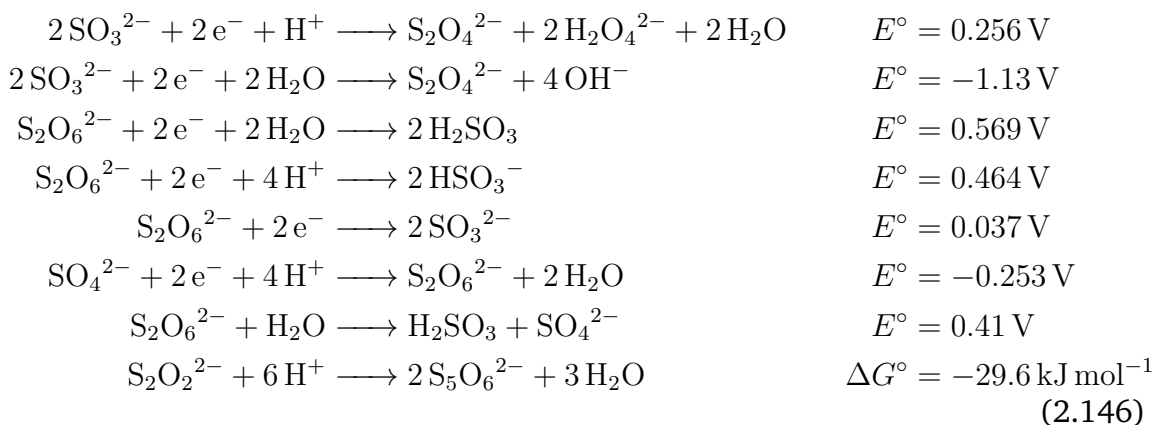 2 SO₃²⁻ + 2 e⁻ + H⁺ ⟶ S₂O₄²⁻ + 2 H₂O₄²⁻ + 2 H₂O E° = 0.256 V
2 SO₃²⁻ + 2 e⁻ + 2 H₂O ⟶ S₂O₄²⁻ + 4 OH⁻ E° = −1.13 V
S₂O₆²⁻ + 2 e⁻ + 2 H₂O ⟶ 2 H₂SO₃ E° = 0.569 V
S₂O₆²⁻ + 2 e⁻ + 4 H⁺ ⟶ 2 HSO₃⁻ E° = 0.464 V
S₂O₆²⁻ + 2 e⁻ ⟶ 2 SO₃²⁻ E° = 0.037 V
SO₄²⁻ + 2 e⁻ + 4 H⁺ ⟶ S₂O₆²⁻ + 2 H₂O E° = −0.253 V
S₂O₆²⁻ + H₂O ⟶ H₂SO₃ + SO₄²⁻ E° = 0.41 V
S₂O₂²⁻ + 6 H⁺ ⟶ 2 S₅O₆²⁻ + 3 H₂O ΔG° = −29.6 kJ mol⁻¹
(2.146)